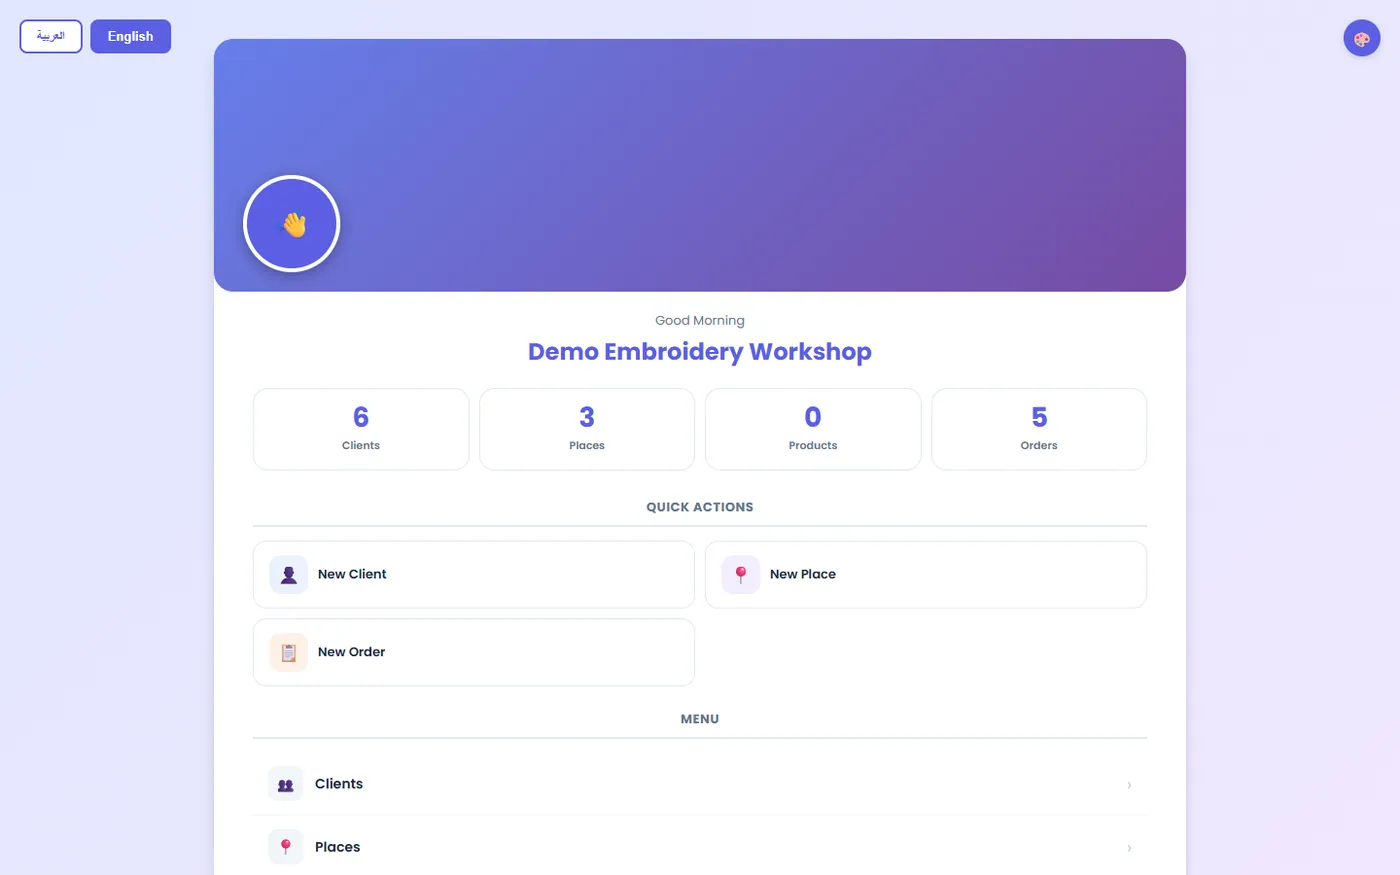 العربية
English
Good Morning
Demo Embroidery Workshop
6
Clients
3
Places
0
Products
5
Orders
QUICK ACTIONS
New Client
New Place
New Order
MENU
Clients
Places